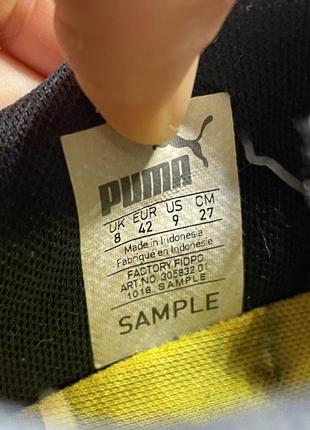 PUMA
UK EUR US CM
8 42 9 27
Made in Indonesia
Fabriqué en Indonésie
FACTORY FIDPC
ART.NO. 305832 01
1018 SAMPLE
SAMPLE